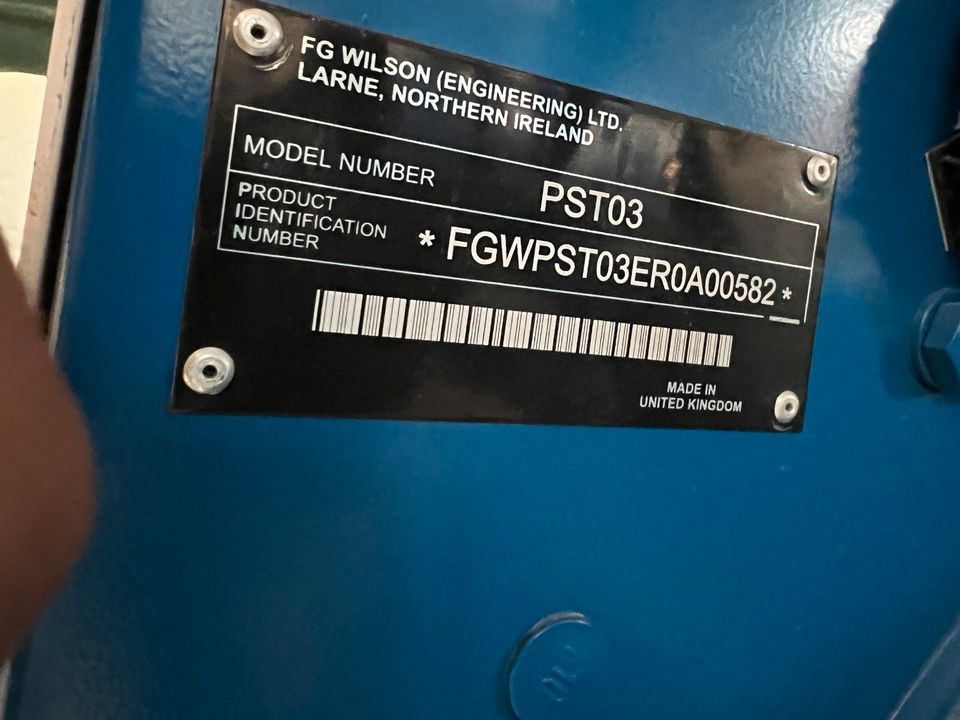 FG WILSON (ENGINEERING) LTD.
LARNE, NORTHERN IRELAND
MODEL NUMBER PST03
PRODUCT
IDENTIFICATION
NUMBER
* FGWPST03ER0A00582 *
MADE IN
UNITED KINGDOM